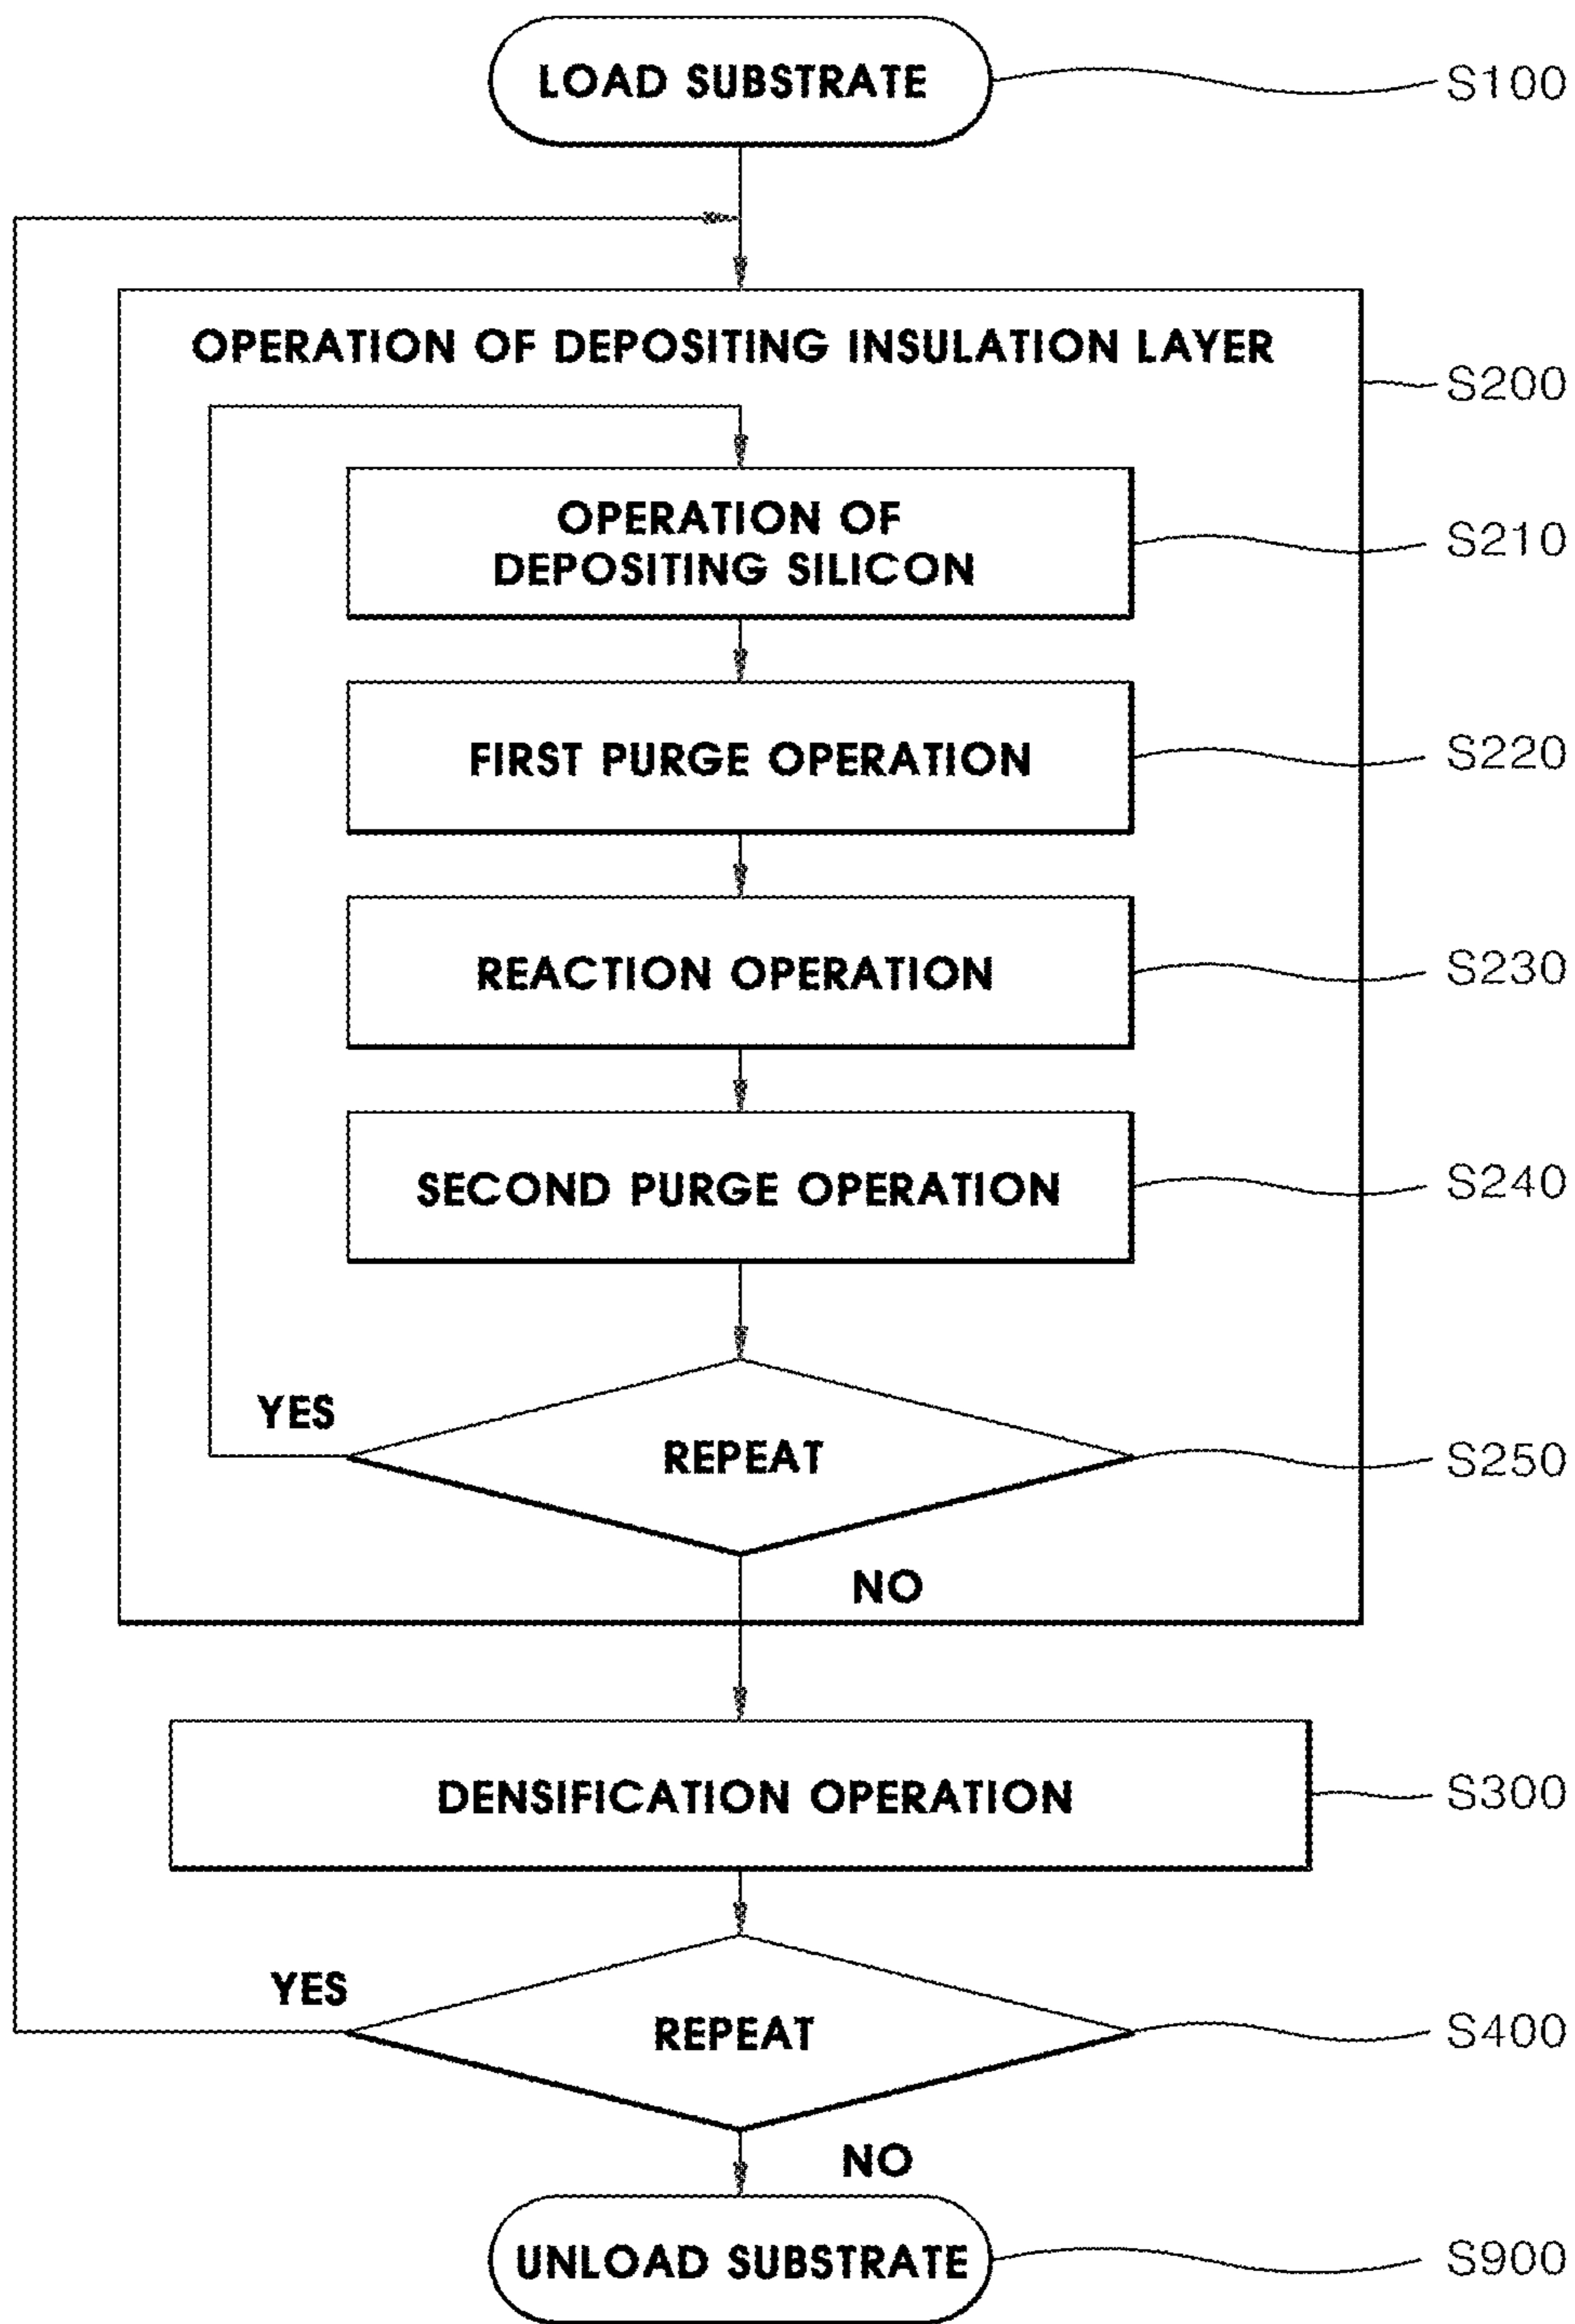 LOAD SUBSTRATE
S100
OPERATION OF DEPOSITING INSULATION LAYER
S200
OPERATION OF
DEPOSITING SILICON
S210
FIRST PURGE OPERATION
S220
REACTION OPERATION
S230
SECOND PURGE OPERATION
S240
YES
REPEAT
S250
NO
DENSIFICATION OPERATION
S300
YES
REPEAT
S400
NO
UNLOAD SUBSTRATE
S900